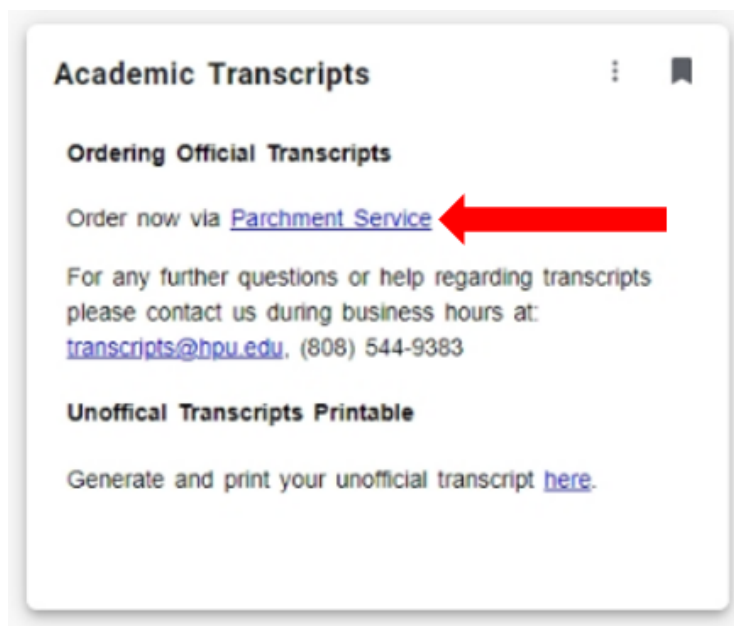 Academic Transcripts
Ordering Official Transcripts
Order now via Parchment Service
For any further questions or help regarding transcripts
please contact us during business hours at:
transcripts@hpu.edu, (808) 544-9383
Unoffical Transcripts Printable
Generate and print your unofficial transcript here.